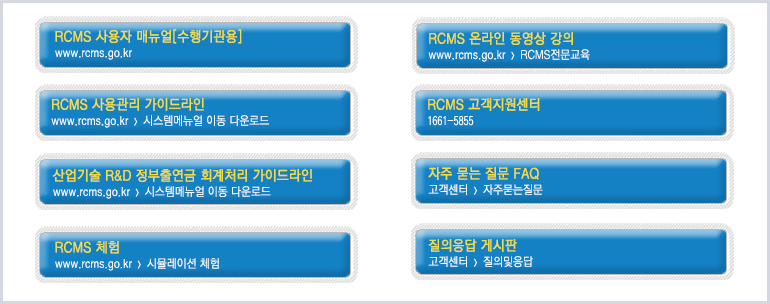 RCMS 사용자 매뉴얼[수행기관용]
www.rcms.go.kr
RCMS 온라인 동영상 강의
www.rcms.go.kr > RCMS전문교육
RCMS 사용관리 가이드라인
www.rcms.go.kr > 시스템메뉴얼 이동 다운로드
RCMS 고객지원센터
1661-5855
산업기술 R&D 정부출연금 회계처리 가이드라인
www.rcms.go.kr > 시스템메뉴얼 이동 다운로드
자주 묻는 질문 FAQ
고객센터 > 자주묻는질문
RCMS 체험
www.rcms.go.kr > 시뮬레이션 체험
질의응답 게시판
고객센터 > 질의및응답